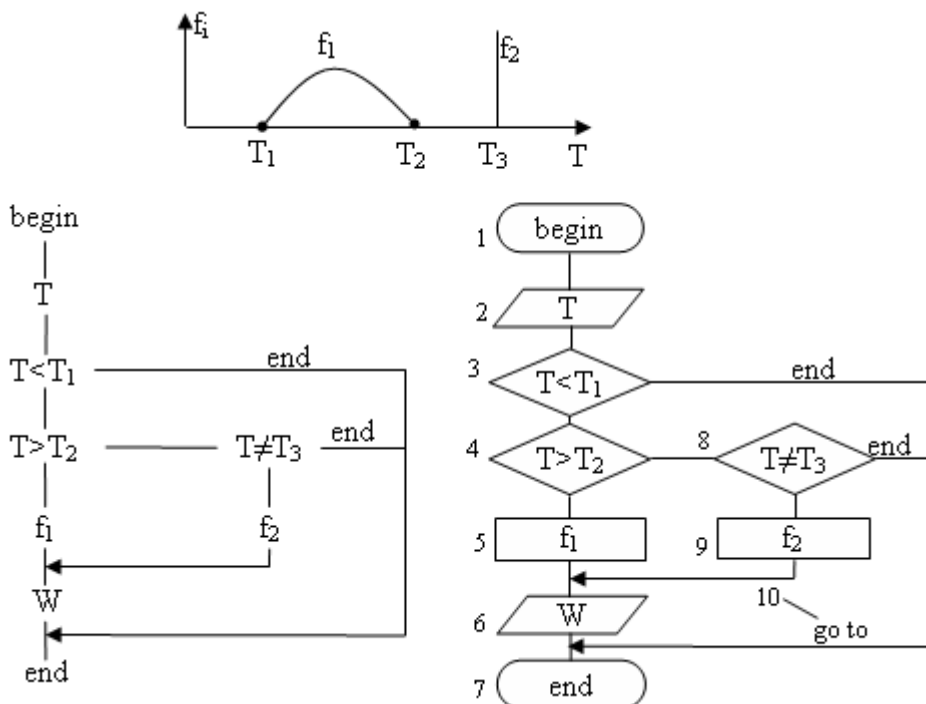 fᵢ
f₁
f₂
T₁ T₂ T₃ T
begin
T
T<T₁ end
T>T₂ T≠T₃ end
f₁ f₂
W
end
1 begin
2 T
3 T<T₁ end
4 T>T₂ 8 T≠T₃ end
5 f₁ 9 f₂
10
6 W go to
7 end